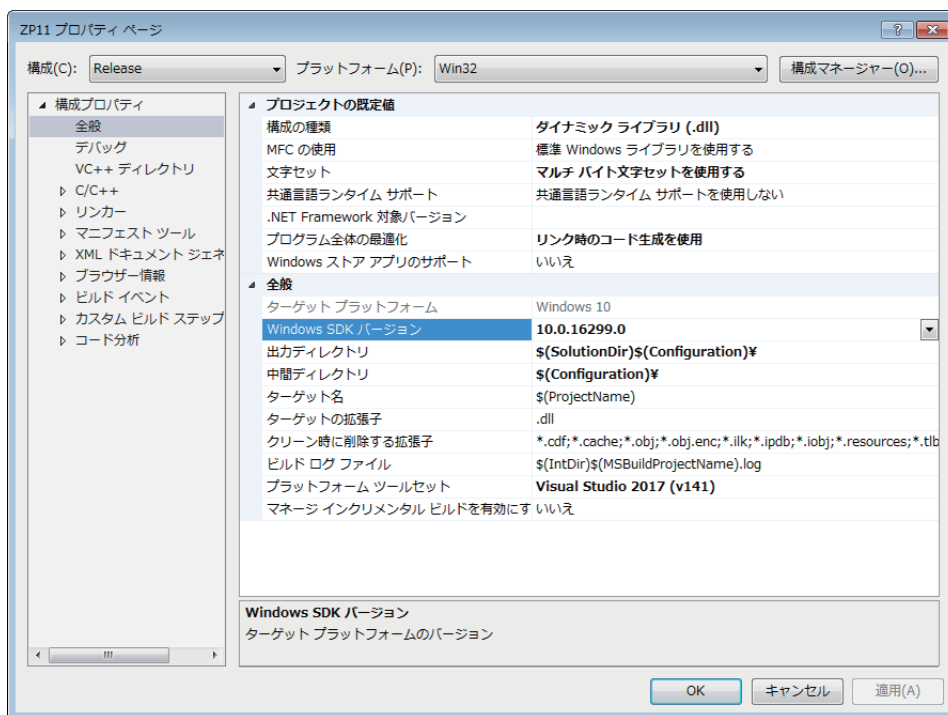 ZP11 プロパティ ページ
構成(C): Release プラットフォーム(P): Win32 構成マネージャー(O)...
構成プロパティ
全般
デバッグ
VC++ ディレクトリ
C/C++
リンカー
マニフェスト ツール
XML ドキュメント ジェネ
ブラウザー情報
ビルド イベント
カスタム ビルド ステップ
コード分析
プロジェクトの既定値
構成の種類 ダイナミック ライブラリ (.dll)
MFC の使用 標準 Windows ライブラリを使用する
文字セット マルチ バイト文字セットを使用する
共通言語ランタイム サポート 共通言語ランタイム サポートを使用しない
.NET Framework 対象バージョン
プログラム全体の最適化 リンク時のコード生成を使用
Windows ストア アプリのサポート いいえ
全般
ターゲット プラットフォーム Windows 10
Windows SDK バージョン 10.0.16299.0
出力ディレクトリ $(SolutionDir)$(Configuration)¥
中間ディレクトリ $(Configuration)¥
ターゲット名 $(ProjectName)
ターゲットの拡張子 .dll
クリーン時に削除する拡張子 *.cdf;*.cache;*.obj;*.obj.enc;*.ilk;*.ipdb;*.iobj;*.resources;*.tlb
ビルド ログ ファイル $(IntDir)$(MSBuildProjectName).log
プラットフォーム ツールセット Visual Studio 2017 (v141)
マネージ インクリメンタル ビルドを有効にす いいえ
Windows SDK バージョン
ターゲット プラットフォームのバージョン
OK キャンセル 適用(A)